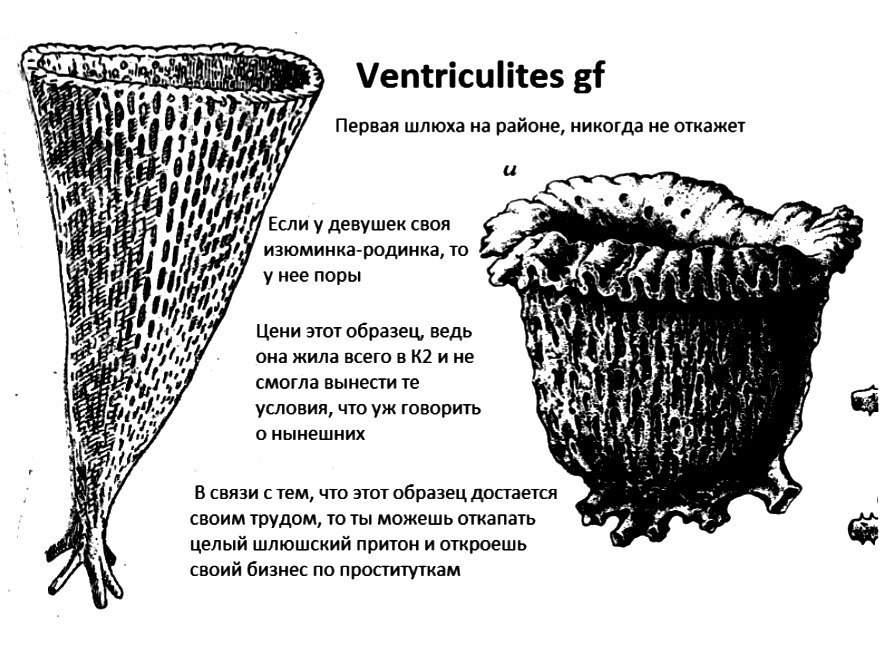 Ventriculites gf
Первая шлюха на районе, никогда не откажет
и
Если у девушек своя
изюминка-родинка, то
у нее поры
Цени этот образец, ведь
она жила всего в К2 и не
смогла вынести те
условия, что уж говорить
о нынешних
В связи с тем, что этот образец достается
своим трудом, то ты можешь откапать
целый шлюшский притон и откроешь
своий бизнес по проституткам